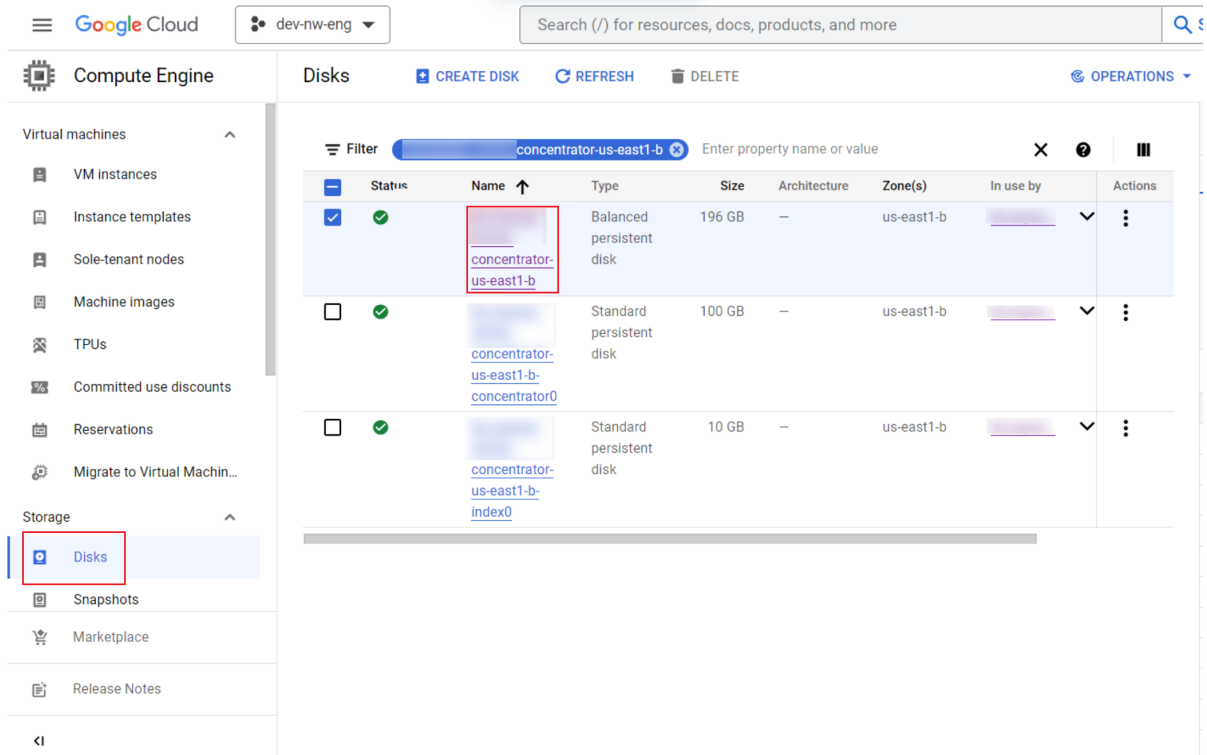 Google Cloud
dev-nw-eng
Search (/) for resources, docs, products, and more
Compute Engine
Disks
CREATE DISK
REFRESH
DELETE
OPERATIONS
Virtual machines
VM instances
Instance templates
Sole-tenant nodes
Machine images
TPUs
Committed use discounts
Reservations
Migrate to Virtual Machin...
Storage
Disks
Snapshots
Marketplace
Release Notes
Filter
concentrator-us-east1-b
Enter property name or value
Status Name Type Size Architecture Zone(s) In use by Actions
concentrator-
us-east1-b
Balanced
persistent
disk
196 GB
–
us-east1-b
concentrator-
us-east1-b-
concentrator0
Standard
persistent
disk
100 GB
–
us-east1-b
concentrator-
us-east1-b-
index0
Standard
persistent
disk
10 GB
–
us-east1-b